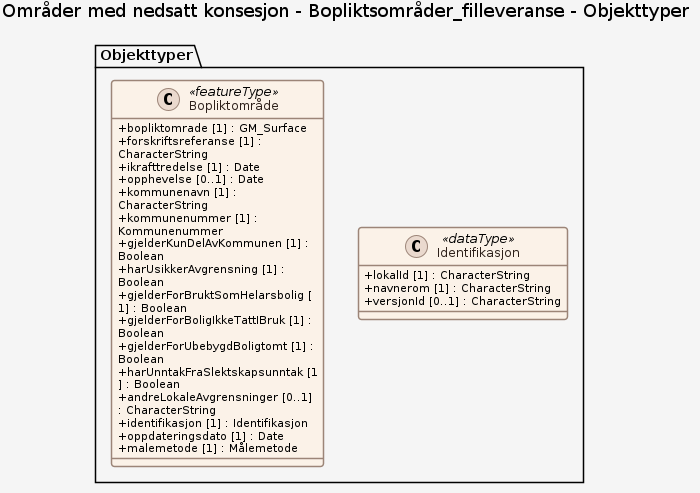 Områder med nedsatt konsesjon - Bopliktsområder_filleveranse - Objekttyper
Objekttyper
C
«featureType»
Bopliktområde
+bopliktomrade [1] : GM_Surface
+forskriftsreferanse [1] :
CharacterString
+ikrafttredelse [1] : Date
+opphevelse [0..1] : Date
+kommunenavn [1] :
CharacterString
+kommunenummer [1] :
Kommunenummer
+gjelderKunDelAvKommunen [1] :
Boolean
+harUsikkerAvgrensning [1] :
Boolean
+gjelderForBruktSomHelarsbolig [
1] : Boolean
+gjelderForBoligIkkeTattIBruk [1] :
Boolean
+gjelderForUbebygdBoligtomt [1] :
Boolean
+harUnntakFraSlektskapsunntak [1
] : Boolean
+andreLokaleAvgrensninger [0..1]
: CharacterString
+identifikasjon [1] : Identifikasjon
+oppdateringsdato [1] : Date
+malemetode [1] : Målemetode
C
«dataType»
Identifikasjon
+lokalId [1] : CharacterString
+navnerom [1] : CharacterString
+versjonId [0..1] : CharacterString